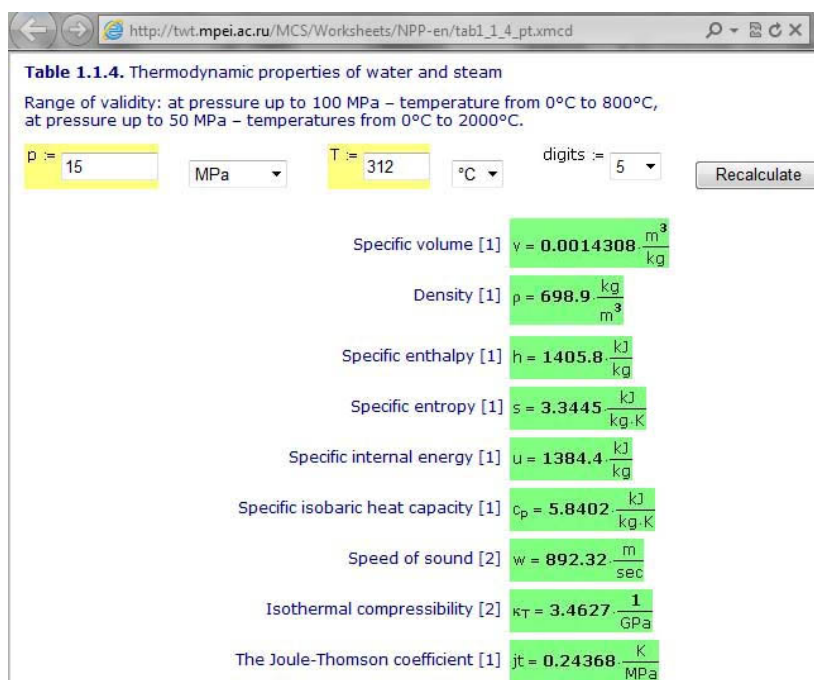 http://twt.mpei.ac.ru/MCS/Worksheets/NPP-en/tab1_1_4_pt.xmcd
Table 1.1.4. Thermodynamic properties of water and steam
Range of validity: at pressure up to 100 MPa – temperature from 0°C to 800°C,
at pressure up to 50 MPa – temperatures from 0°C to 2000°C.
p := 15 MPa T := 312 °C digits := 5 Recalculate
Specific volume [1] v = 0.0014308·m³/kg
Density [1] ρ = 698.9·kg/m³
Specific enthalpy [1] h = 1405.8·kJ/kg
Specific entropy [1] s = 3.3445·kJ/kg·K
Specific internal energy [1] u = 1384.4·kJ/kg
Specific isobaric heat capacity [1] cp = 5.8402·kJ/kg·K
Speed of sound [2] w = 892.32·m/sec
Isothermal compressibility [2] κT = 3.4627·1/GPa
The Joule-Thomson coefficient [1] jt = 0.24368·K/MPa